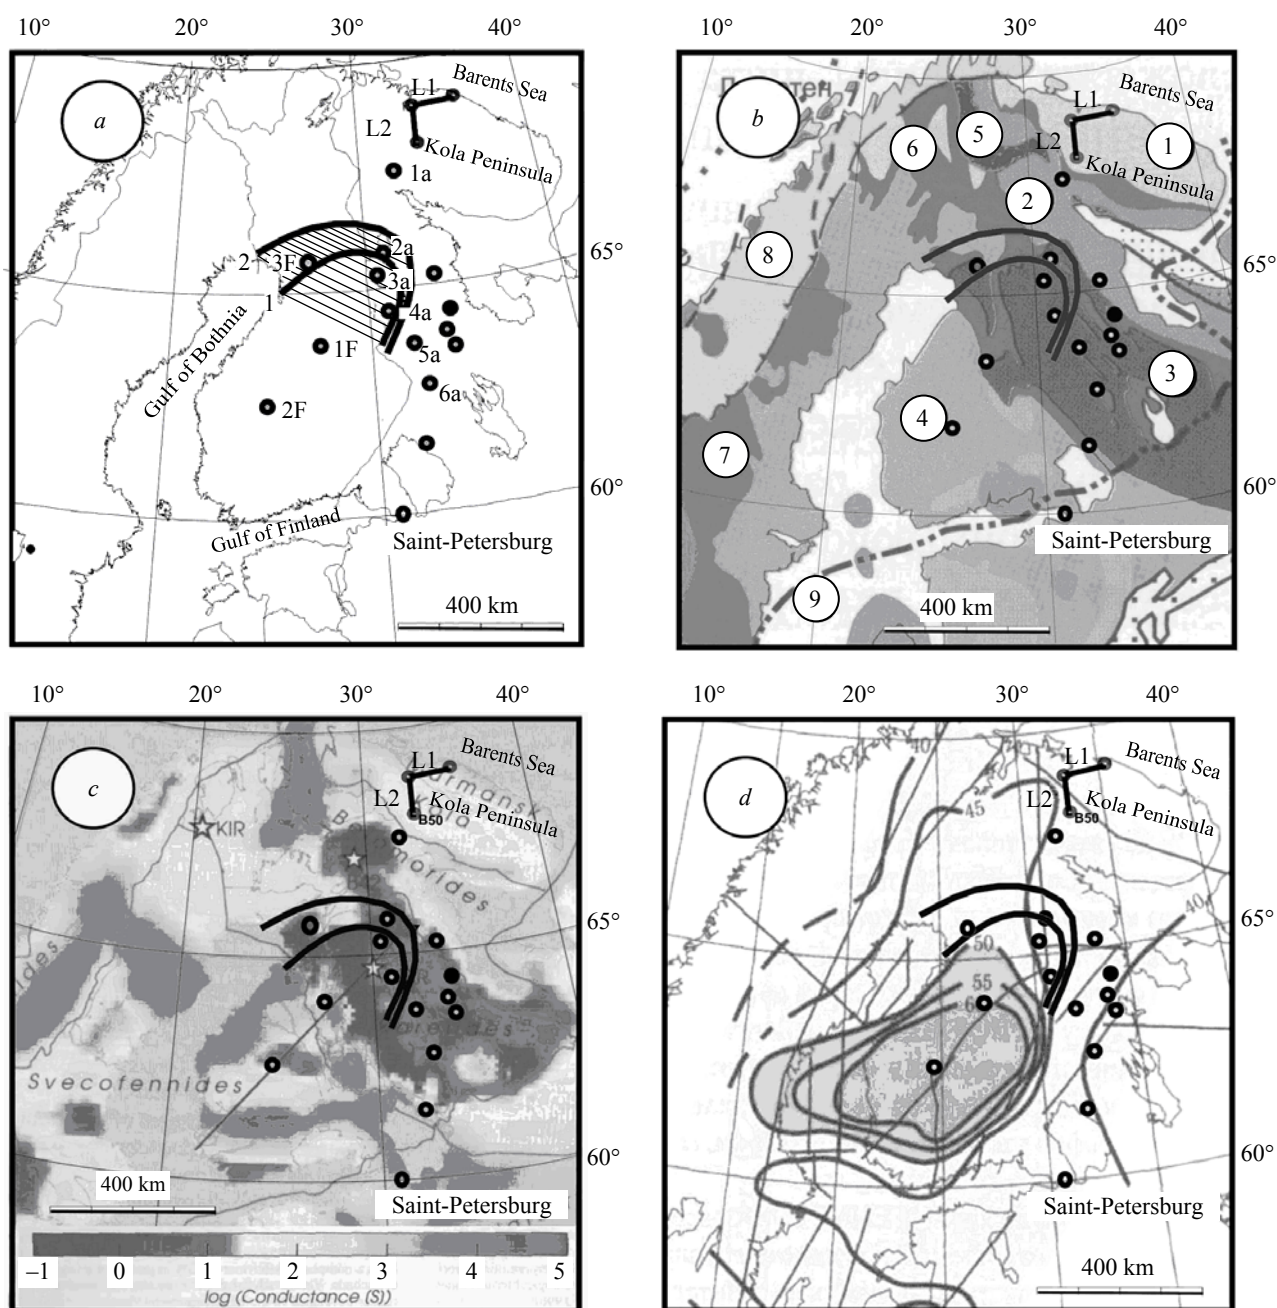 10°
20°
30°
40°
a
L1
Barents Sea
L2
Kola Peninsula
1a
2
3F
2a
65°
3a
1
4a
Gulf of Bothnia
1F
5a
6a
2F
60°
Gulf of Finland
Saint-Petersburg
400 km
10°
20°
30°
40°
b
L1
Barents Sea
L2
Kola Peninsula
1
5
6
2
8
65°
3
4
7
60°
Saint-Petersburg
9
400 km
10°
20°
30°
40°
c
L1
Barents Sea
L2
Kola Peninsula
B50
KIR
65°
Svecofennides
60°
400 km
Saint-Petersburg
−1 0 1 2 3 4 5
log (Conductance (S))
10°
20°
30°
40°
d
40
L1
Barents Sea
L2
Kola Peninsula
B50
45
40
65°
50
55
60°
Saint-Petersburg
400 km